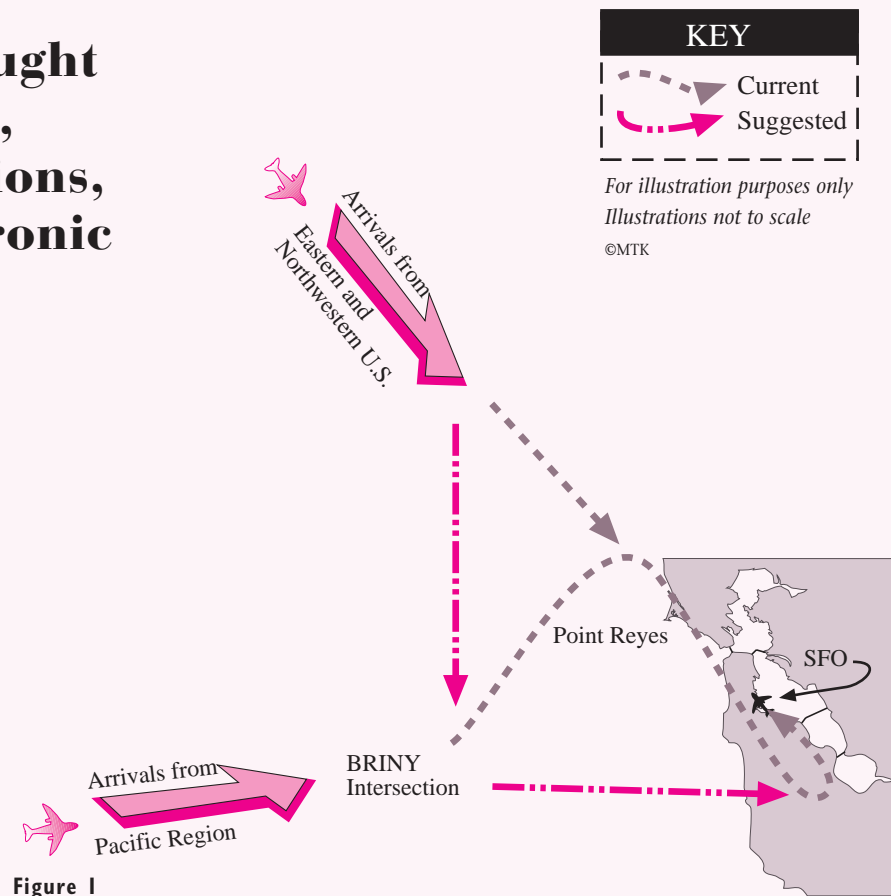 ught
,
ions,
ronic
KEY
Current
Suggested
For illustration purposes only
Illustrations not to scale
©MTK
Arrivals from
Eastern and
Northwestern U.S.
Point Reyes
SFO
BRINY
Intersection
Arrivals from
Pacific Region
Figure 1